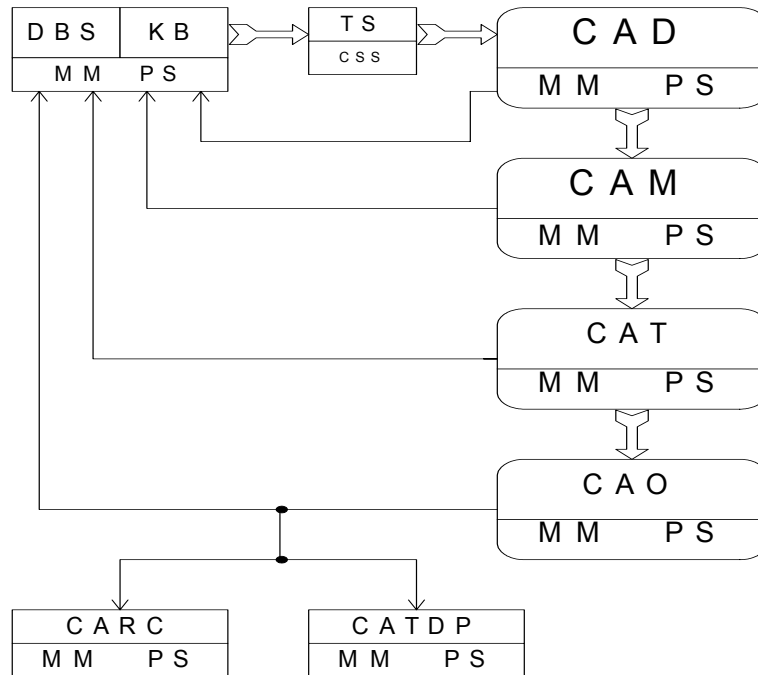 D B S K B
M M P S
T S
C S S
C A D
M M P S
C A M
M M P S
C A T
M M P S
C A O
M M P S
C A R C
M M P S
C A T D P
M M P S